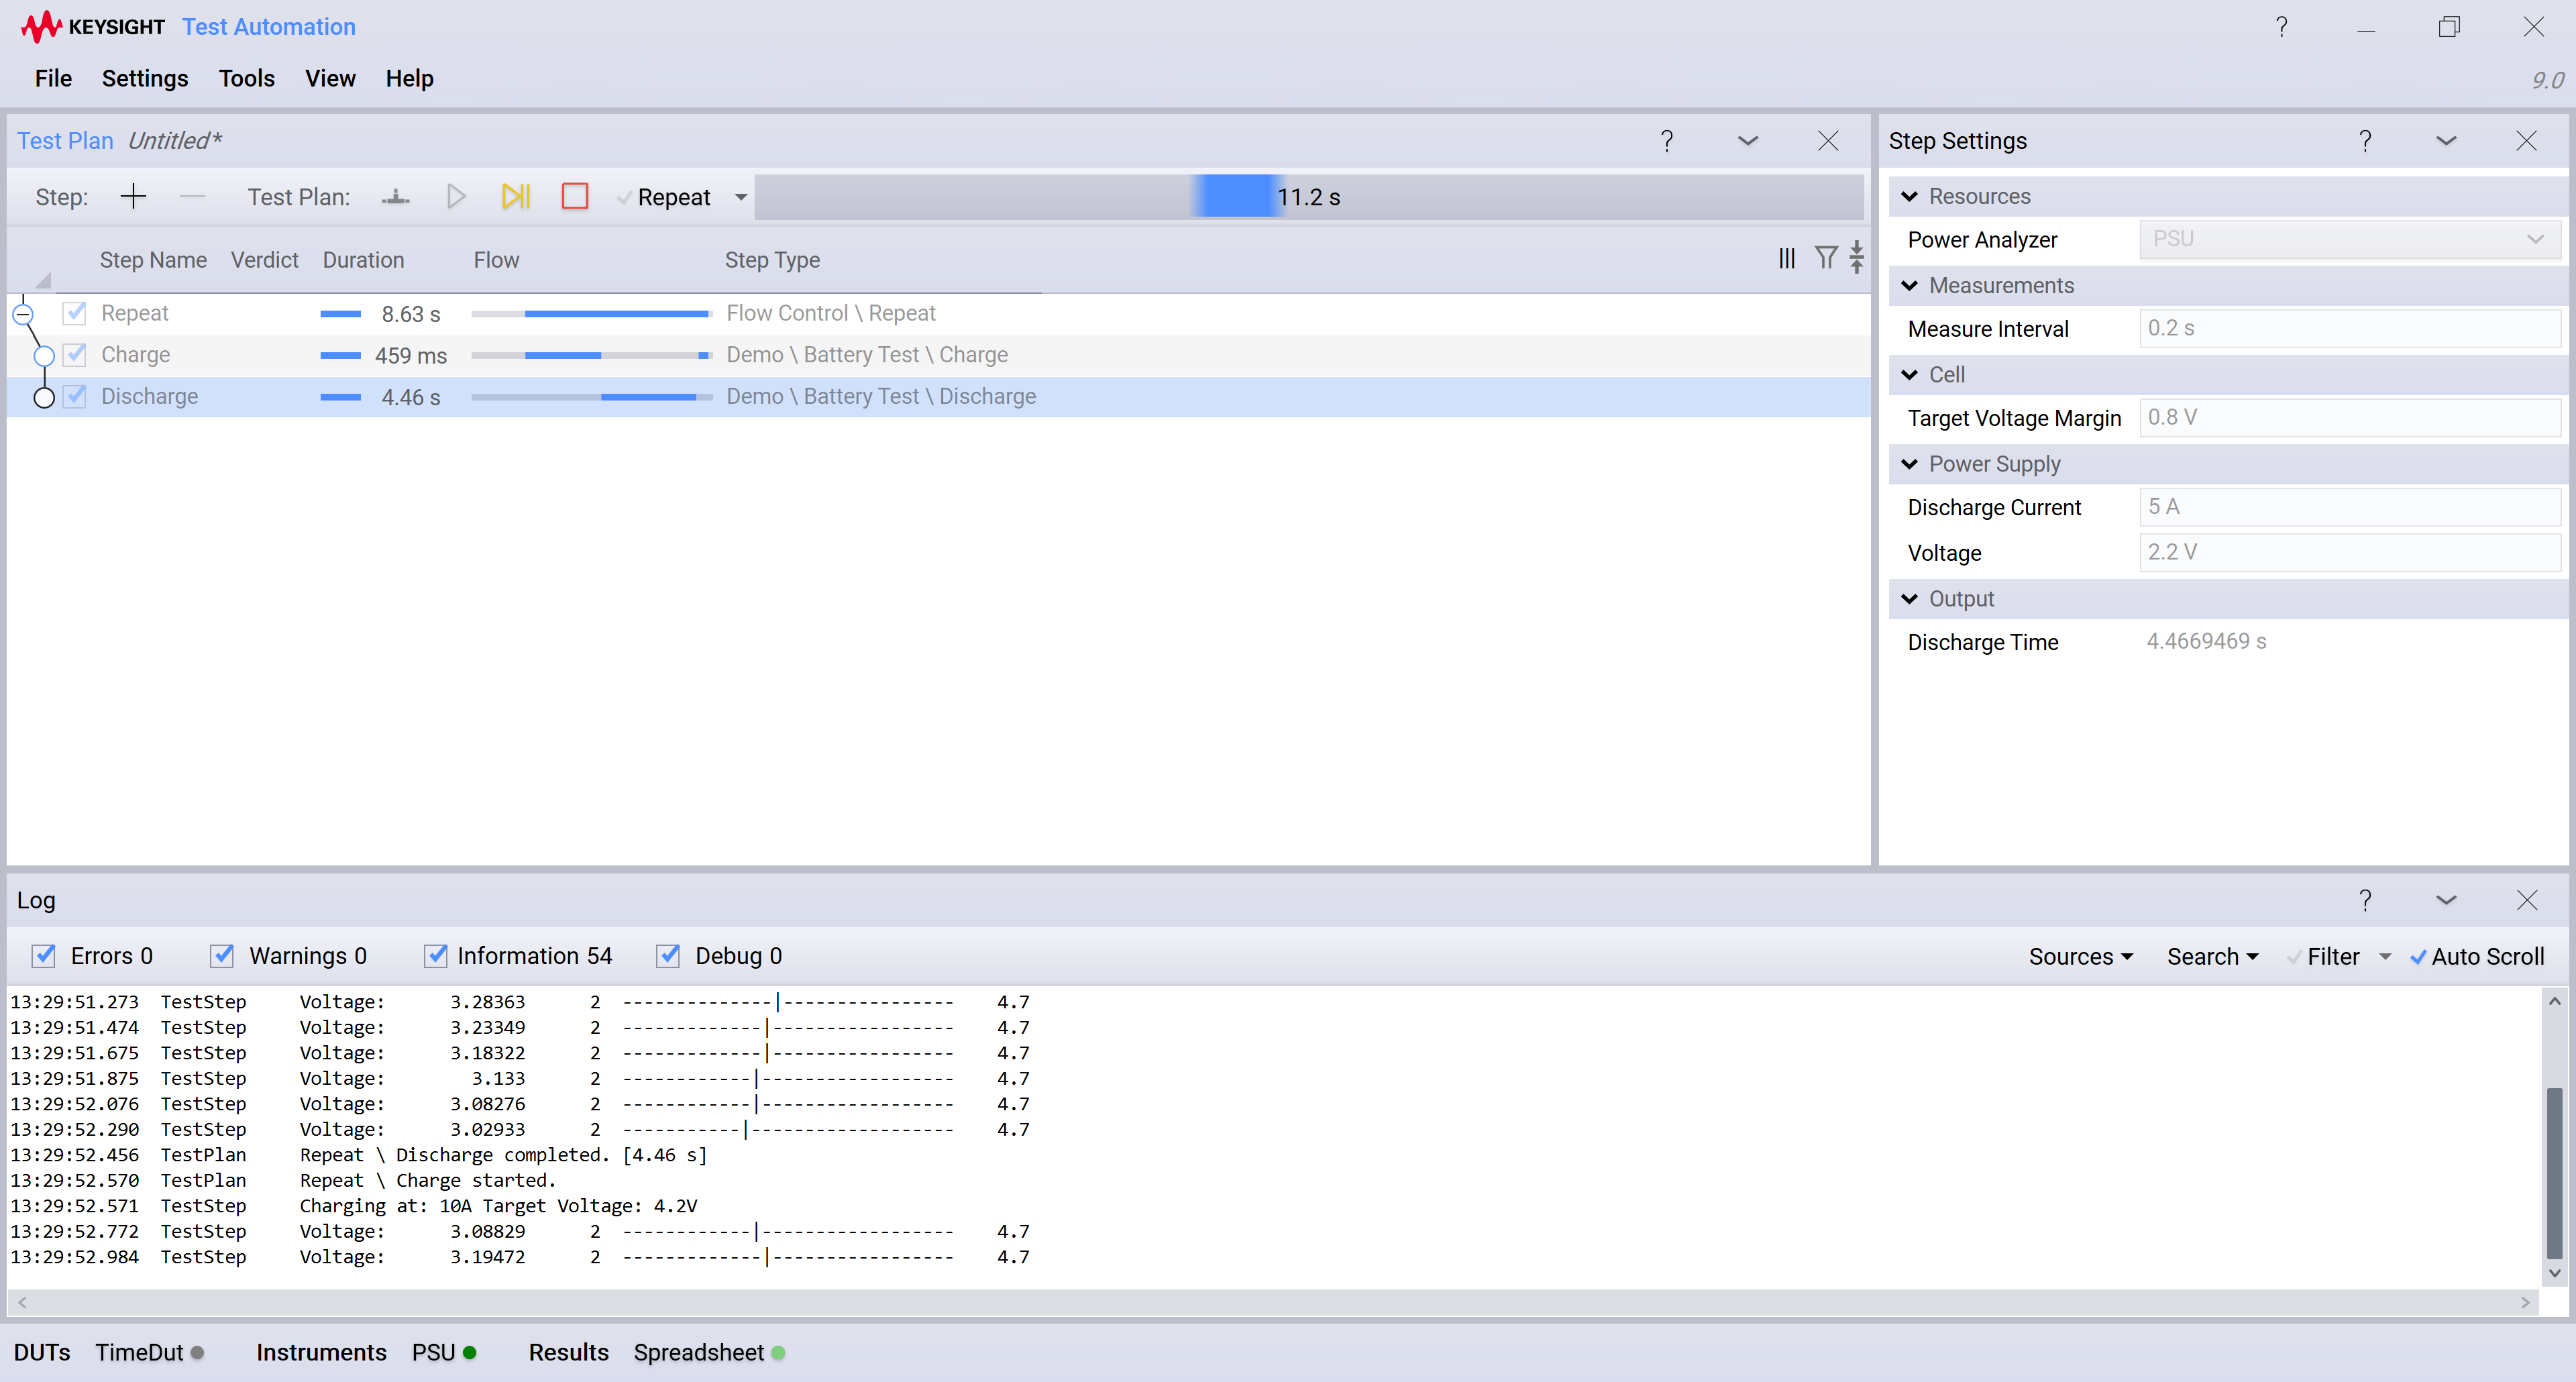 KEYSIGHT Test Automation
?
File Settings Tools View Help 9.0
Test Plan Untitled* ?
Step: Test Plan: Repeat 11.2 s
Step Name Verdict Duration Flow Step Type
Repeat 8.63 s Flow Control \ Repeat
Charge 459 ms Demo \ Battery Test \ Charge
Discharge 4.46 s Demo \ Battery Test \ Discharge
Step Settings ?
Resources
Power Analyzer PSU
Measurements
Measure Interval 0.2 s
Cell
Target Voltage Margin 0.8 V
Power Supply
Discharge Current 5 A
Voltage 2.2 V
Output
Discharge Time 4.4669469 s
Log ?
Errors 0 Warnings 0 Information 54 Debug 0 Sources Search Filter Auto Scroll
13:29:51.273 TestStep Voltage: 3.28363 2 --------------|---------------- 4.7
13:29:51.474 TestStep Voltage: 3.23349 2 -------------|----------------- 4.7
13:29:51.675 TestStep Voltage: 3.18322 2 -------------|----------------- 4.7
13:29:51.875 TestStep Voltage: 3.133 2 ------------|------------------ 4.7
13:29:52.076 TestStep Voltage: 3.08276 2 ------------|------------------ 4.7
13:29:52.290 TestStep Voltage: 3.02933 2 -----------|------------------- 4.7
13:29:52.456 TestPlan Repeat \ Discharge completed. [4.46 s]
13:29:52.570 TestPlan Repeat \ Charge started.
13:29:52.571 TestStep Charging at: 10A Target Voltage: 4.2V
13:29:52.772 TestStep Voltage: 3.08829 2 ------------|------------------ 4.7
13:29:52.984 TestStep Voltage: 3.19472 2 -------------|----------------- 4.7
DUTs TimeDut Instruments PSU Results Spreadsheet